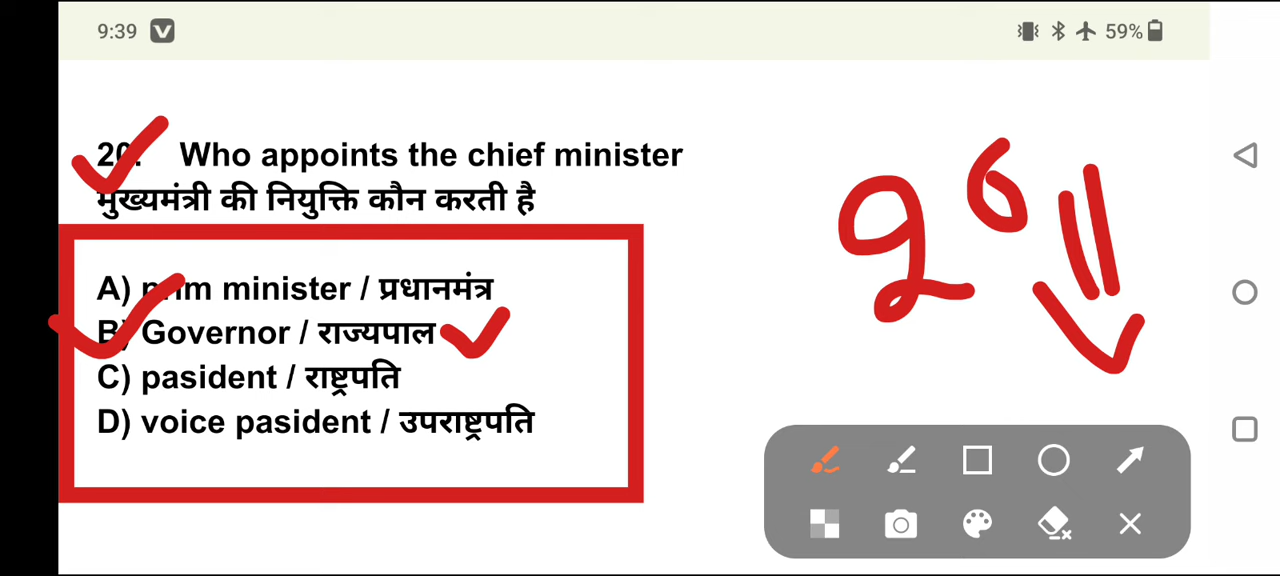 9:39
59%
20. Who appoints the chief minister
मुख्यमंत्री की नियुक्ति कौन करती है
A) prim minister / प्रधानमंत्र
B) Governor / राज्यपाल
C) pasident / राष्ट्रपति
D) voice pasident / उपराष्ट्रपति